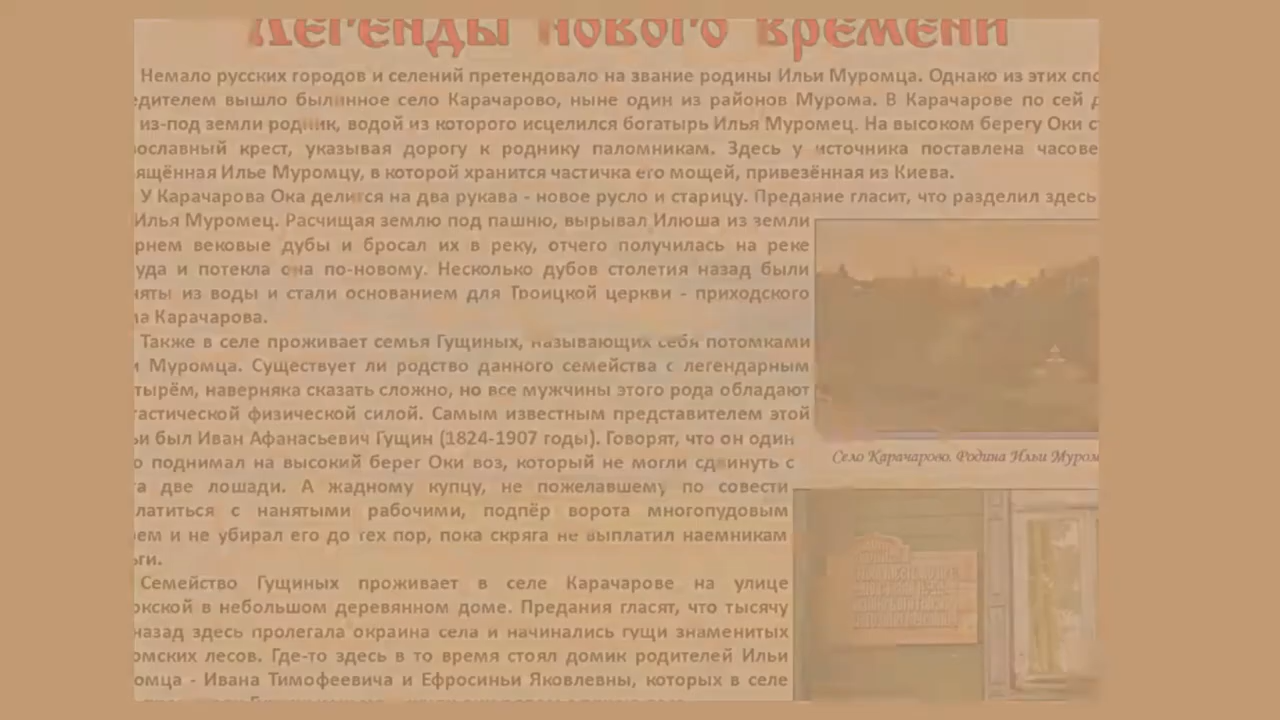 Легенды нового времени
Немало русских городов и селений претендовало на звание родины Ильи Муромца. Однако из этих спо
едителем вышло былинное село Карачарово, ныне один из районов Мурома. В Карачарове по сей д
из-под земли родник, водой из которого исцелился богатырь Илья Муромец. На высоком берегу Оки ст
ославный крест, указывая дорогу к роднику паломникам. Здесь у источника поставлена часове
ящённая Илье Муромцу, в которой хранится частичка его мощей, привезённая из Киева.
У Карачарова Ока делится на два рукава - новое русло и старицу. Предание гласит, что разделил здесь
Илья Муромец. Расчищая землю под пашню, вырывал Илюша из земли
рнем вековые дубы и бросал их в реку, отчего получилась на реке
уда и потекла она по-новому. Несколько дубов столетия назад были
няты из воды и стали основанием для Троицкой церкви - приходского
ма Карачарова.
Также в селе проживает семья Гущиных, называющих себя потомками
и Муромца. Существует ли родство данного семейства с легендарным
тырём, наверняка сказать сложно, но все мужчины этого рода обладают
тастической физической силой. Самым известным представителем этой
ьи был Иван Афанасьевич Гущин (1824-1907 годы). Говорят, что он один
о поднимал на высокий берег Оки воз, который не могли сдвинуть с
та две лошади. А жадному купцу, не пожелавшему по совести
латиться с нанятыми рабочими, подпёр ворота многопудовым
ем и не убирал его до тех пор, пока скряга не выплатил наемникам
ьги.
Село Карачарово. Родина Ильи Муром
Семейство Гущиных проживает в селе Карачарове на улице
окской в небольшом деревянном доме. Предания гласят, что тысячу
назад здесь пролегала окраина села и начинались гущи знаменитых
омских лесов. Где-то здесь в то время стоял домик родителей Ильи
омца - Ивана Тимофеевича и Ефросиньи Яковлевны, которых в селе